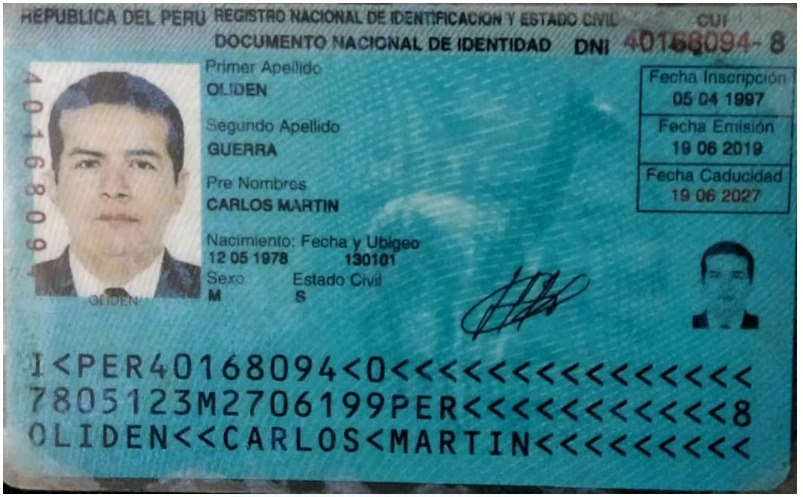 REPUBLICA DEL PERU REGISTRO NACIONAL DE IDENTIFICACION Y ESTADO CIVIL CUI
DOCUMENTO NACIONAL DE IDENTIDAD DNI 40168094-8
40168094
Primer Apellido
OLIDEN
Segundo Apellido
GUERRA
Pre Nombres
CARLOS MARTIN
Nacimiento: Fecha y Ubigeo
12 05 1978 130101
Sexo Estado Civil
M S
Fecha Inscripción
05 04 1997
Fecha Emisión
19 06 2019
Fecha Caducidad
19 06 2027
OLIDEN
I<PER40168094<0<<<<<<<<<<<<<<<
7805123M2706199PER<<<<<<<<<<<8
OLIDEN<<CARLOS<MARTIN<<<<<<<<<